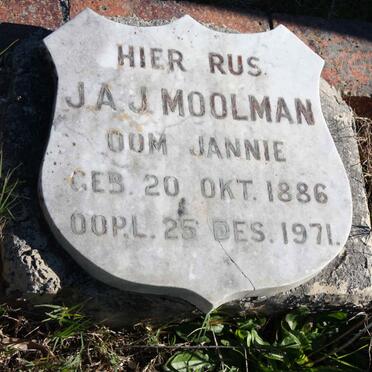 HIER RUS.
J.A.J. MOOLMAN
OOM JANNIE
GEB. 20 OKT. 1886
OORL. 25 DES. 1971.